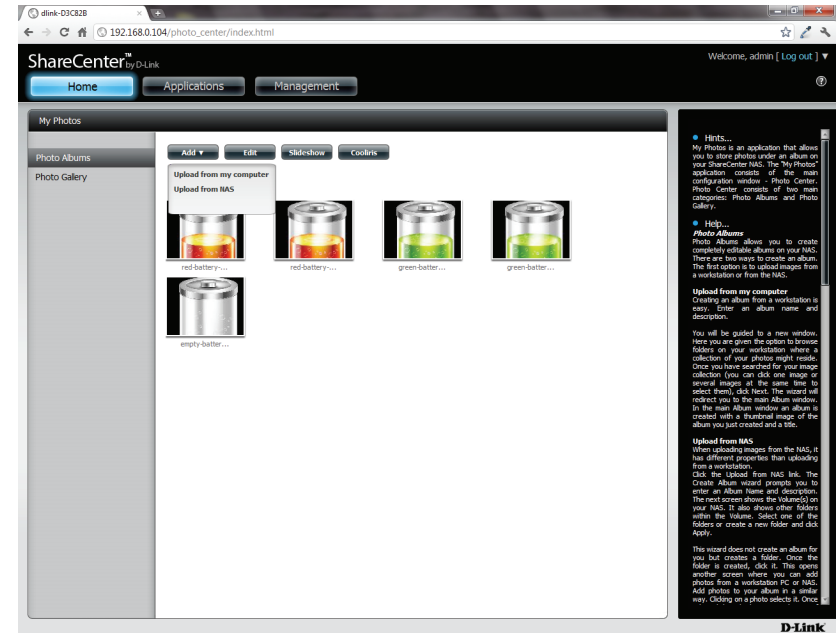 dlink-D3C82B
192.168.0.104/photo_center/index.html
ShareCenter™ by D-Link
Welcome, admin [ Log out ] ▼
Home
Applications
Management
My Photos
Photo Albums
Photo Gallery
Add ▼
Edit
Slideshow
Cooliris
Upload from my computer
Upload from NAS
red-battery-...
red-battery-...
green-batter...
green-batter...
empty-batter...
Hints...
My Photos is an application that allows
you to store photos under an album on
your ShareCenter NAS. The "My Photos"
application consists of the main
configuration window - Photo Center.
Photo Center consists of two main
categories: Photo Albums and Photo
Gallery.
Help...
Photo Albums
Photo Albums allows you to create
completely editable albums on your NAS.
There are two ways to create an album.
The first option is to upload images from
a workstation or from the NAS.
Upload from my computer
Creating an album from a workstation is
easy. Enter an album name and
description.
You will be guided to a new window.
Here you are given the option to browse
folders on your workstation where a
collection of your photos might reside.
Once you have searched for your image
collection (you can click one image or
several images at the same time to
select them), click Next. The wizard will
redirect you to the main Album window.
In the main Album window an album is
created with a thumbnail image of the
album you just created and a title.
Upload from NAS
When uploading images from the NAS, it
has different properties than uploading
from a workstation.
Click the Upload from NAS link. The
Create Album wizard prompts you to
enter an Album Name and description.
The next screen shows the Volume(s) on
your NAS. It also shows other folders
within the Volume. Select one of the
folders or create a new folder and click
Apply.
This wizard does not create an album for
you but creates a folder. Once the
folder is created, click it. This opens
another screen where you can add
photos from a workstation PC or NAS.
Add photos to your album in a similar
way. Clicking on a photo selects it. Once
D-Link